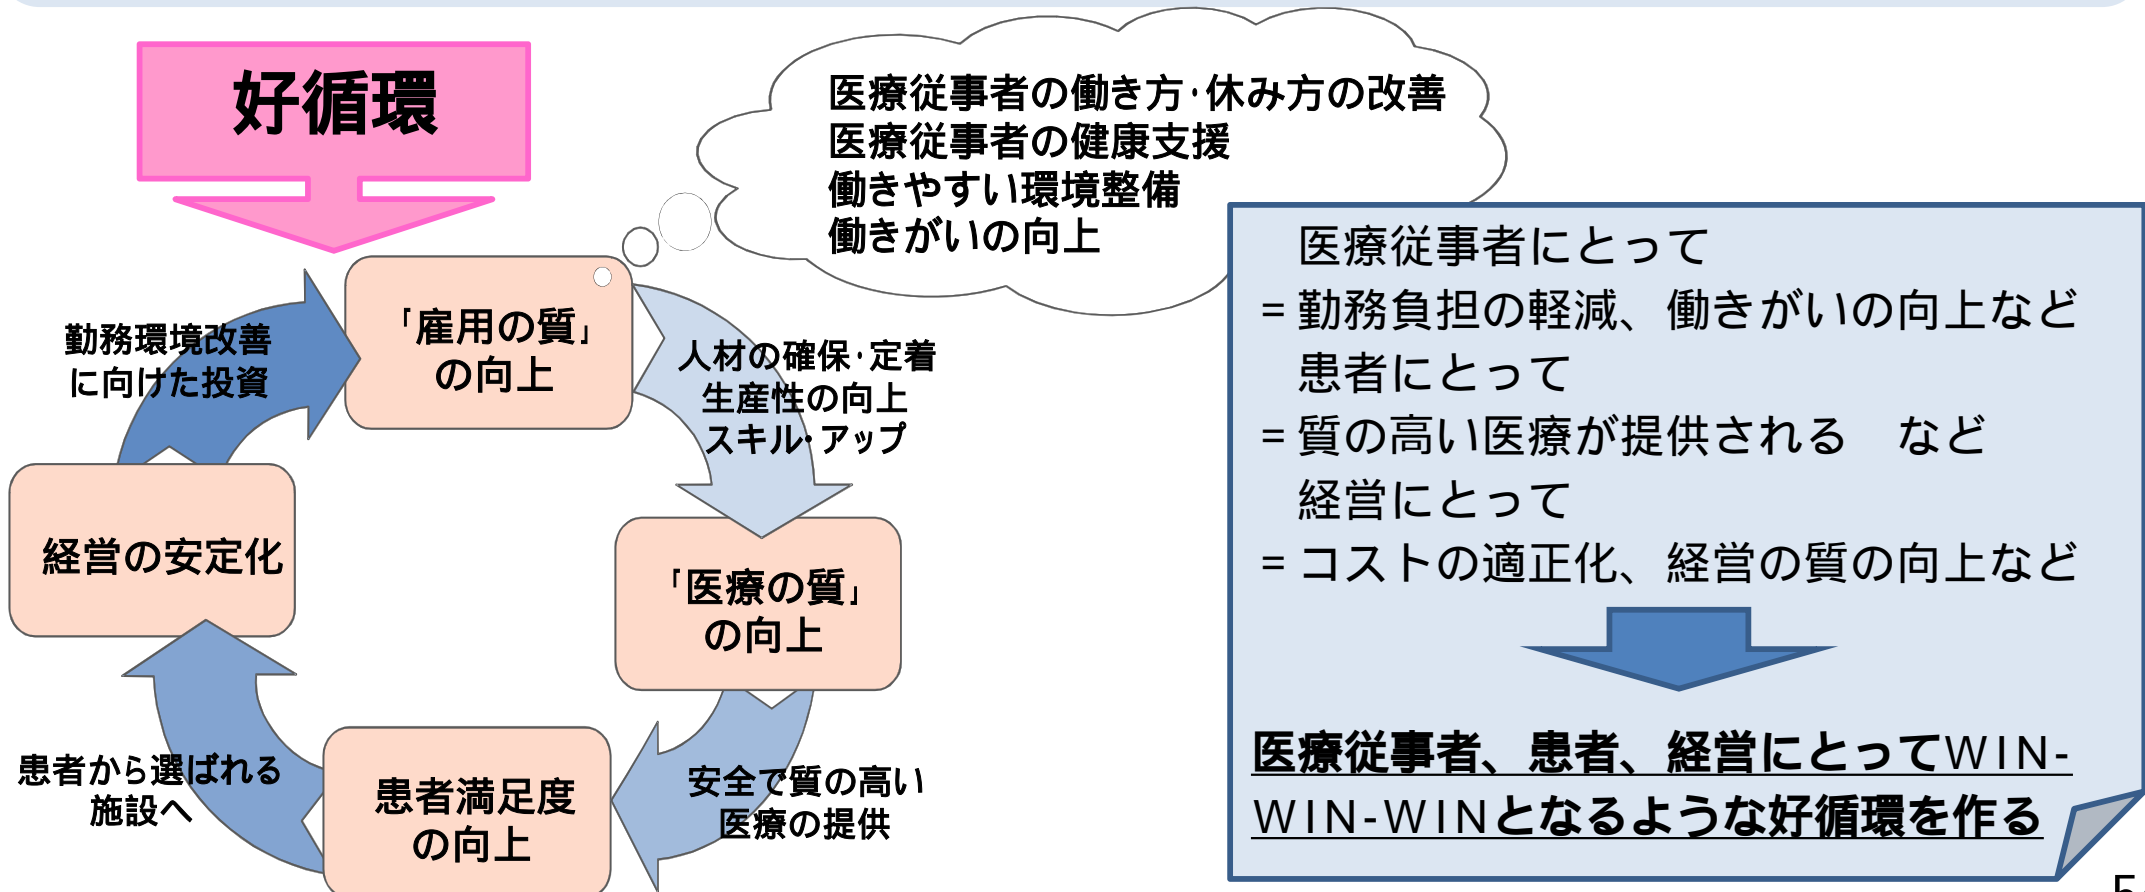 好循環
医療従事者の働き方・休み方の改善
医療従事者の健康支援
働きやすい環境整備
働きがいの向上
「雇用の質」
の向上
人材の確保・定着
生産性の向上
スキル・アップ
「医療の質」
の向上
安全で質の高い
医療の提供
患者満足度
の向上
患者から選ばれる
施設へ
経営の安定化
勤務環境改善
に向けた投資
医療従事者にとって
=勤務負担の軽減、働きがいの向上など
患者にとって
=質の高い医療が提供される　など
経営にとって
=コストの適正化、経営の質の向上など
医療従事者、患者、経営にとってWIN-
WIN-WINとなるような好循環を作る